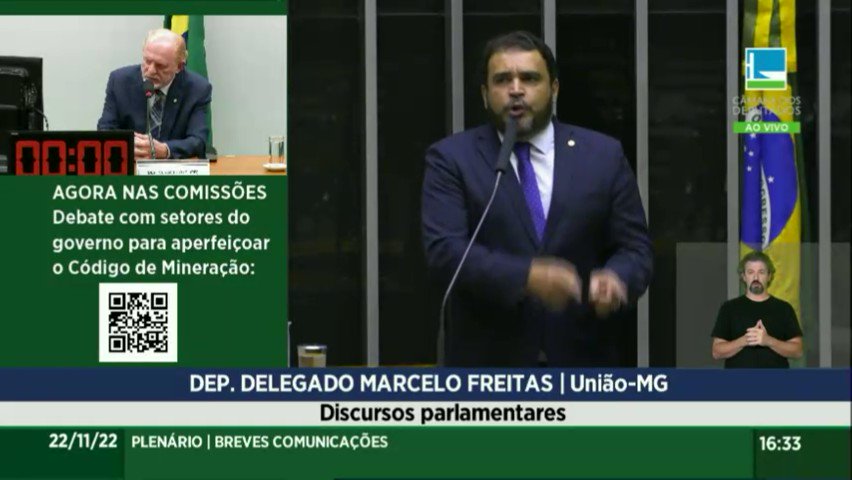 00:00
AGORA NAS COMISSÕES
Debate com setores do
governo para aperfeiçoar
o Código de Mineração:
CÂMARA DOS
DEPUTADOS
AO VIVO
DEP. DELEGADO MARCELO FREITAS | União-MG
Discursos parlamentares
22/11/22 PLENÁRIO | BREVES COMUNICAÇÕES 16:33